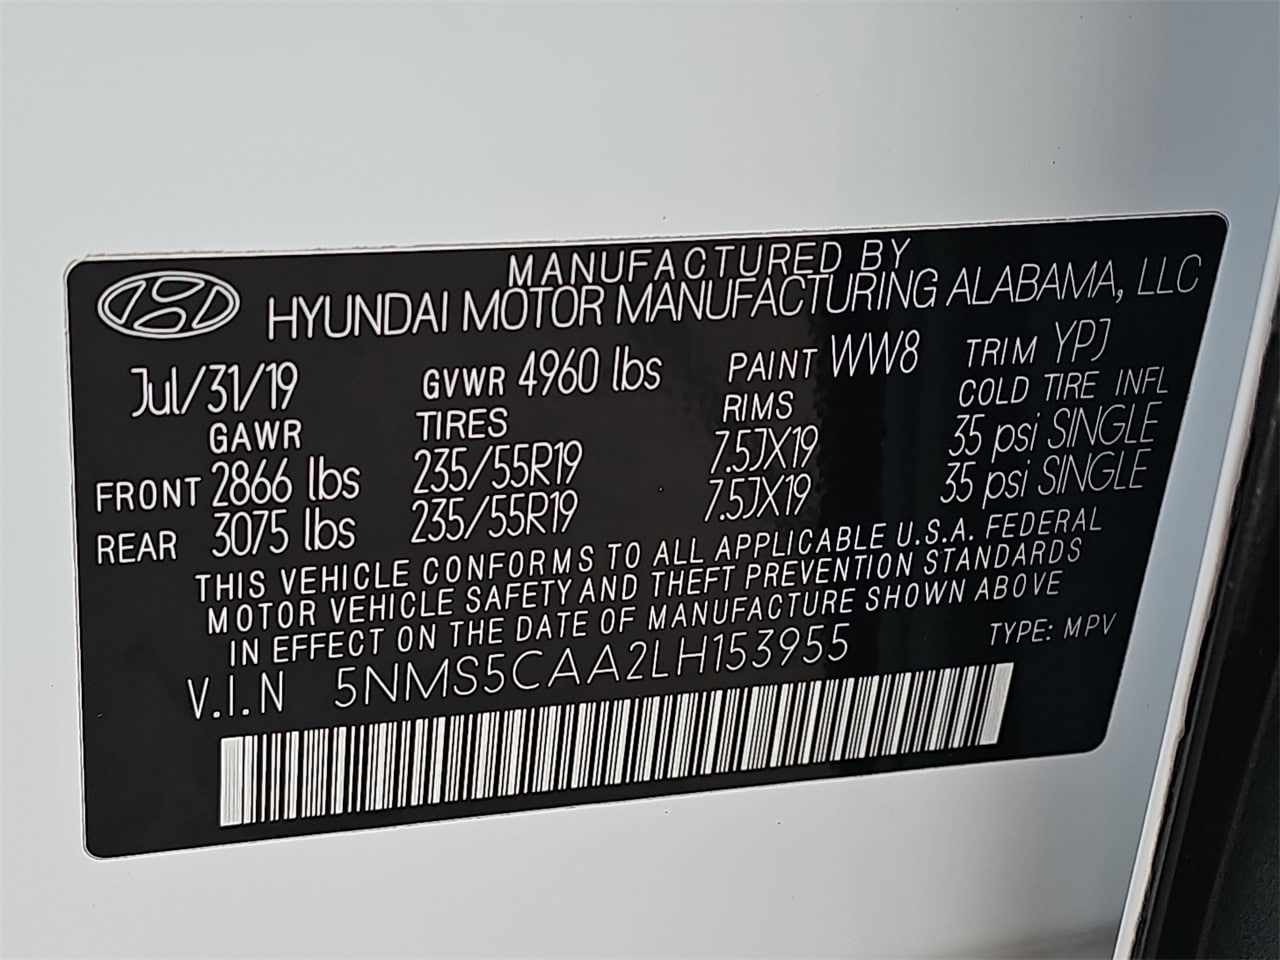 MANUFACTURED BY
HYUNDAI MOTOR MANUFACTURING ALABAMA, LLC
Jul/31/19 GVWR 4960 lbs PAINT WW8 TRIM YPJ
GAWR TIRES RIMS COLD TIRE INFL
FRONT 2866 lbs 235/55R19 7.5JX19 35 psi SINGLE
REAR 3075 lbs 235/55R19 7.5JX19 35 psi SINGLE
THIS VEHICLE CONFORMS TO ALL APPLICABLE U.S.A. FEDERAL
MOTOR VEHICLE SAFETY AND THEFT PREVENTION STANDARDS
IN EFFECT ON THE DATE OF MANUFACTURE SHOWN ABOVE
V.I.N 5NMS5CAA2LH153955 TYPE: MPV